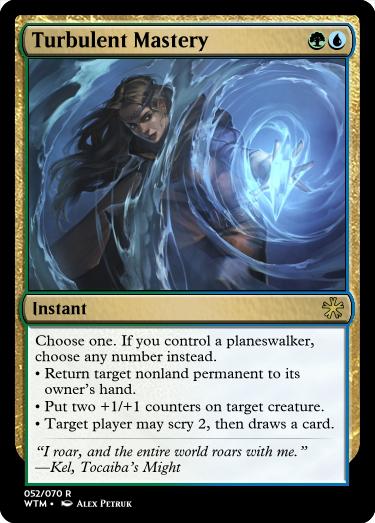 Turbulent Mastery
Instant
Choose one. If you control a planeswalker,
choose any number instead.
• Return target nonland permanent to its
owner's hand.
• Put two +1/+1 counters on target creature.
• Target player may scry 2, then draws a card.
“I roar, and the entire world roars with me.”
—Kel, Tocaiba's Might
052/070 R
WTM • Alex Petruk